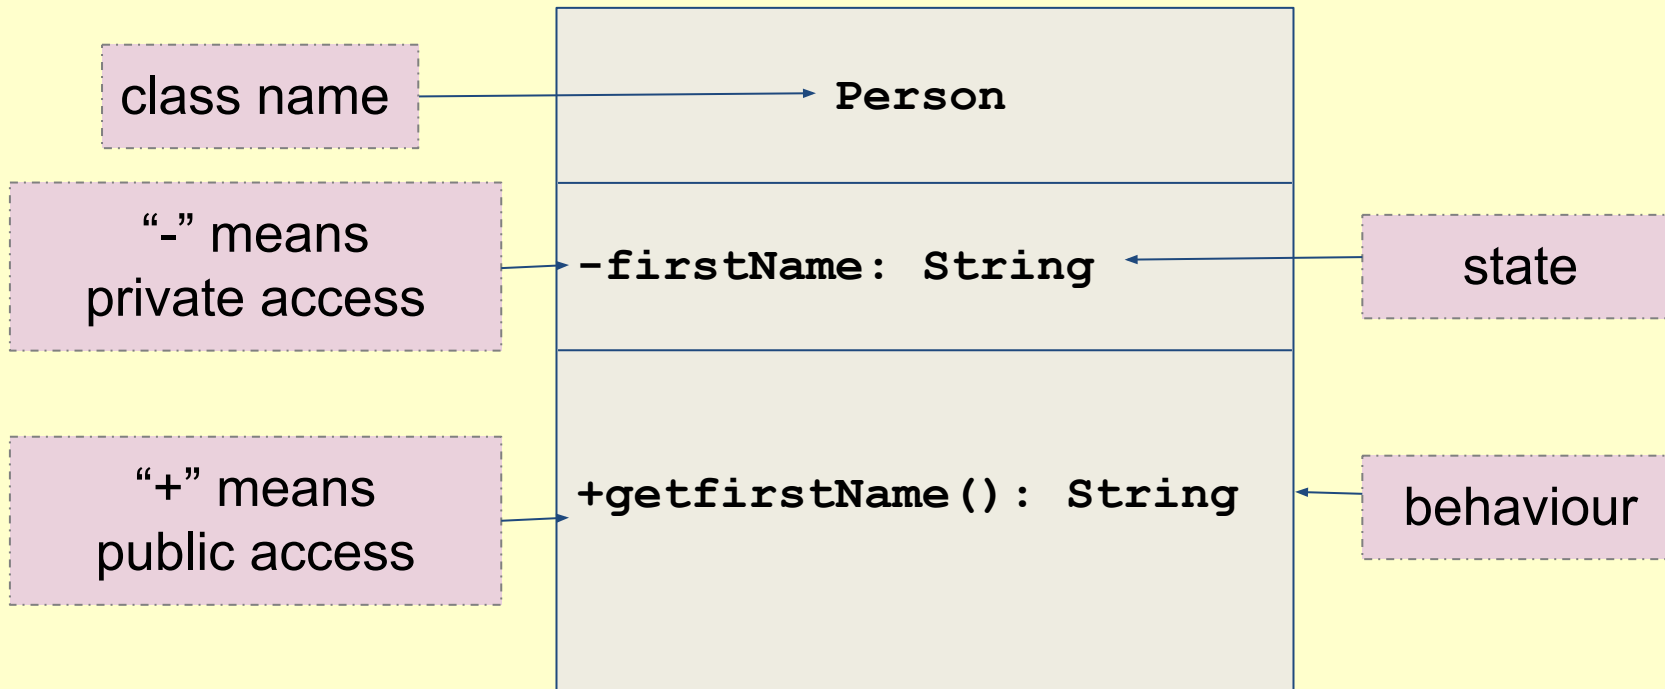 class name
Person
“-” means
private access
-firstName: String
state
“+” means
public access
+getfirstName(): String
behaviour